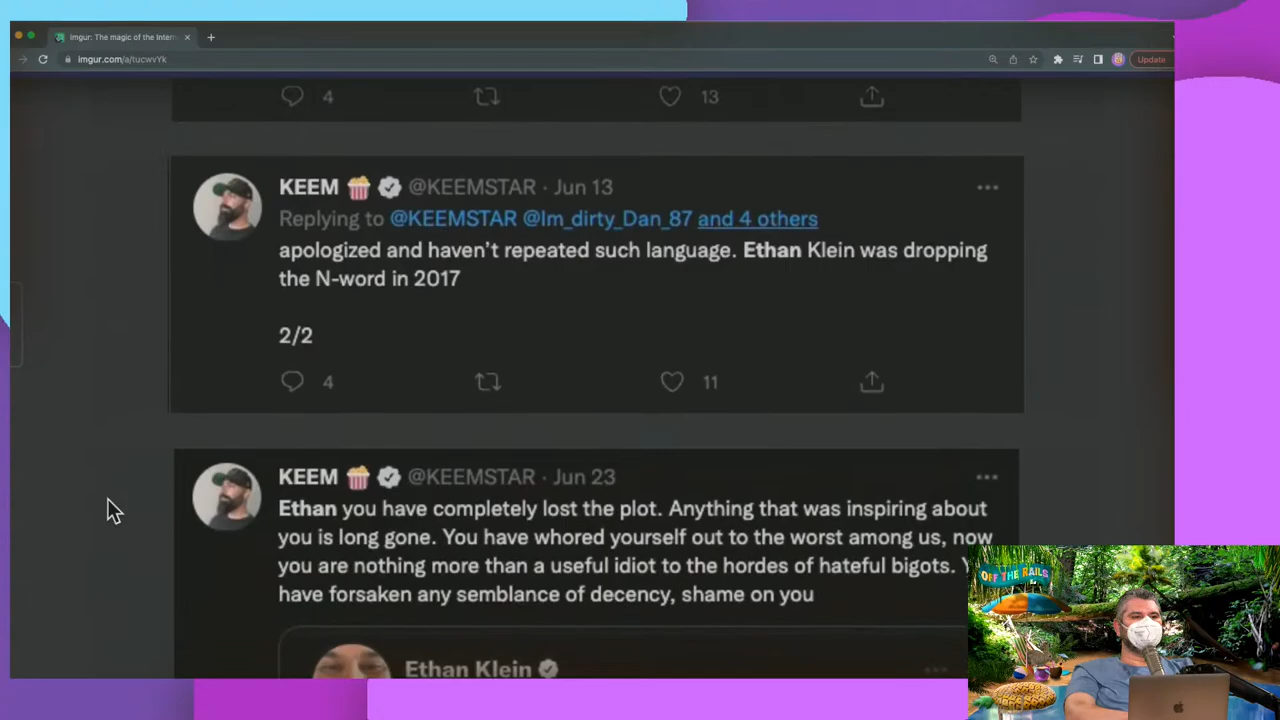 imgur: The magic of the Intern
imgur.com/a/tucwvYk
Update
4
13
KEEM @KEEMSTAR · Jun 13
Replying to @KEEMSTAR @Im_dirty_Dan_87 and 4 others
apologized and haven't repeated such language. Ethan Klein was dropping
the N-word in 2017
2/2
4
11
KEEM @KEEMSTAR · Jun 23
Ethan you have completely lost the plot. Anything that was inspiring about
you is long gone. You have whored yourself out to the worst among us, now
you are nothing more than a useful idiot to the hordes of hateful bigots.
have forsaken any semblance of decency, shame on you
Ethan Klein
OFF THE RAILS